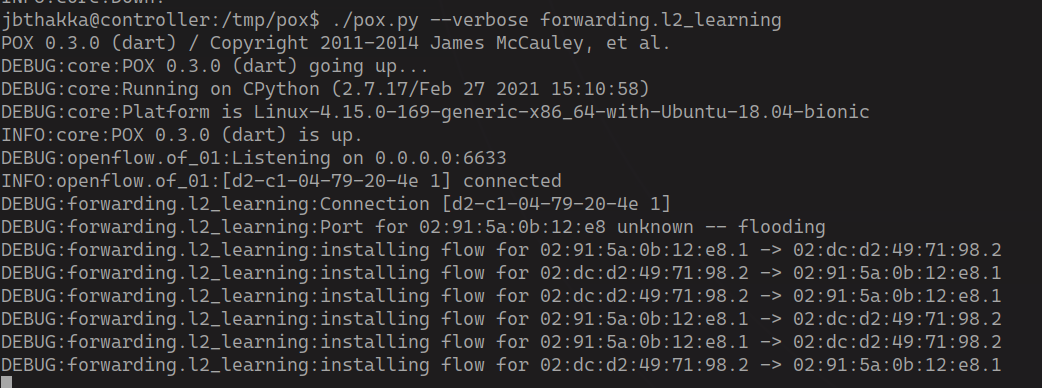 INFO:core:Down.
jbthakka@controller:/tmp/pox$ ./pox.py --verbose forwarding.l2_learning
POX 0.3.0 (dart) / Copyright 2011-2014 James McCauley, et al.
DEBUG:core:POX 0.3.0 (dart) going up...
DEBUG:core:Running on CPython (2.7.17/Feb 27 2021 15:10:58)
DEBUG:core:Platform is Linux-4.15.0-169-generic-x86_64-with-Ubuntu-18.04-bionic
INFO:core:POX 0.3.0 (dart) is up.
DEBUG:openflow.of_01:Listening on 0.0.0.0:6633
INFO:openflow.of_01:[d2-c1-04-79-20-4e 1] connected
DEBUG:forwarding.l2_learning:Connection [d2-c1-04-79-20-4e 1]
DEBUG:forwarding.l2_learning:Port for 02:91:5a:0b:12:e8 unknown -- flooding
DEBUG:forwarding.l2_learning:installing flow for 02:91:5a:0b:12:e8.1 -> 02:dc:d2:49:71:98.2
DEBUG:forwarding.l2_learning:installing flow for 02:dc:d2:49:71:98.2 -> 02:91:5a:0b:12:e8.1
DEBUG:forwarding.l2_learning:installing flow for 02:dc:d2:49:71:98.2 -> 02:91:5a:0b:12:e8.1
DEBUG:forwarding.l2_learning:installing flow for 02:91:5a:0b:12:e8.1 -> 02:dc:d2:49:71:98.2
DEBUG:forwarding.l2_learning:installing flow for 02:91:5a:0b:12:e8.1 -> 02:dc:d2:49:71:98.2
DEBUG:forwarding.l2_learning:installing flow for 02:dc:d2:49:71:98.2 -> 02:91:5a:0b:12:e8.1